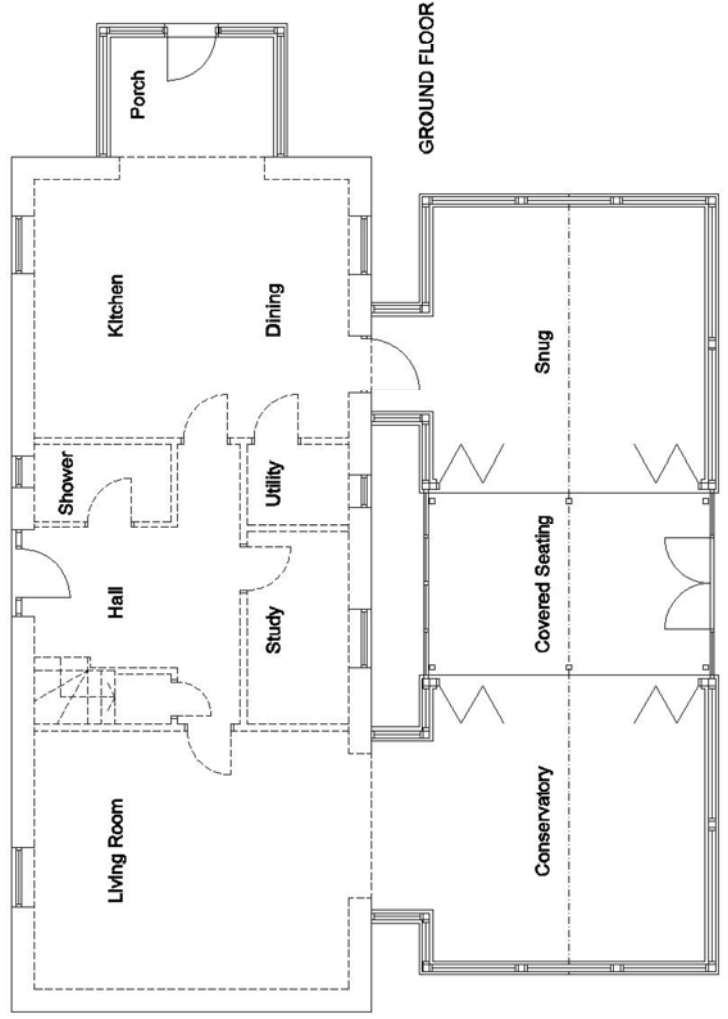 Porch
GROUND FLOOR
Kitchen
Dining
Snug
Shower
Utility
Hall
Study
Covered Seating
Living Room
Conservatory